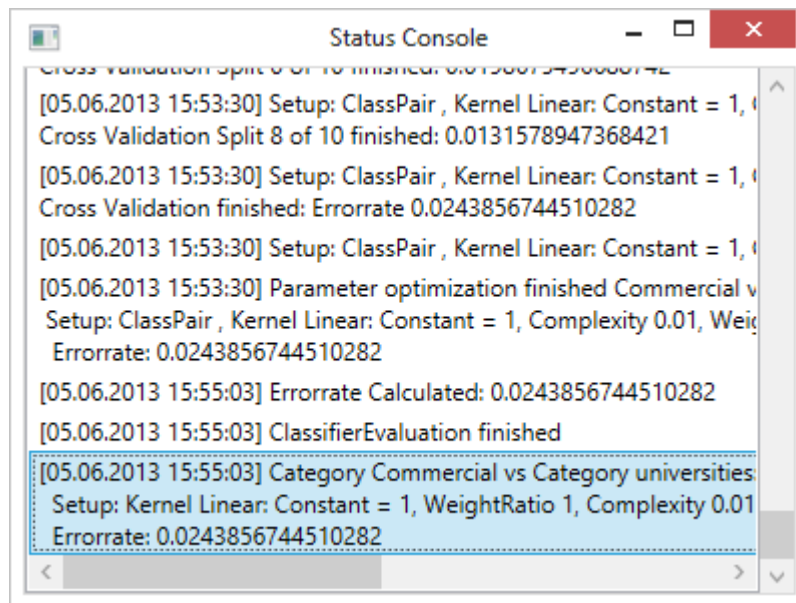 Status Console
[05.06.2013 15:53:30] Setup: ClassPair , Kernel Linear: Constant = 1,
Cross Validation Split 8 of 10 finished: 0.0131578947368421
[05.06.2013 15:53:30] Setup: ClassPair , Kernel Linear: Constant = 1,
Cross Validation finished: Errorrate 0.0243856744510282
[05.06.2013 15:53:30] Setup: ClassPair , Kernel Linear: Constant = 1,
[05.06.2013 15:53:30] Parameter optimization finished Commercial v
Setup: ClassPair , Kernel Linear: Constant = 1, Complexity 0.01, Weig
Errorrate: 0.0243856744510282
[05.06.2013 15:55:03] Errorrate Calculated: 0.0243856744510282
[05.06.2013 15:55:03] ClassifierEvaluation finished
[05.06.2013 15:55:03] Category Commercial vs Category universities:
Setup: Kernel Linear: Constant = 1, WeightRatio 1, Complexity 0.01
Errorrate: 0.0243856744510282